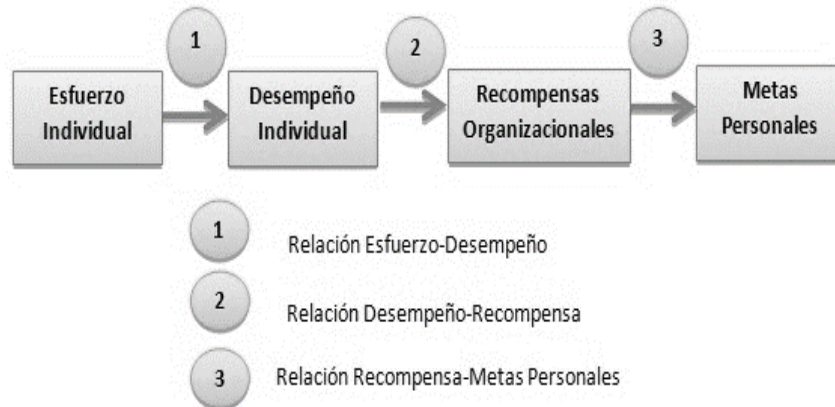 1
2
3
Esfuerzo
Individual
Desempeño
Individual
Recompensas
Organizacionales
Metas
Personales
1
Relación Esfuerzo-Desempeño
2
Relación Desempeño-Recompensa
3
Relación Recompensa-Metas Personales